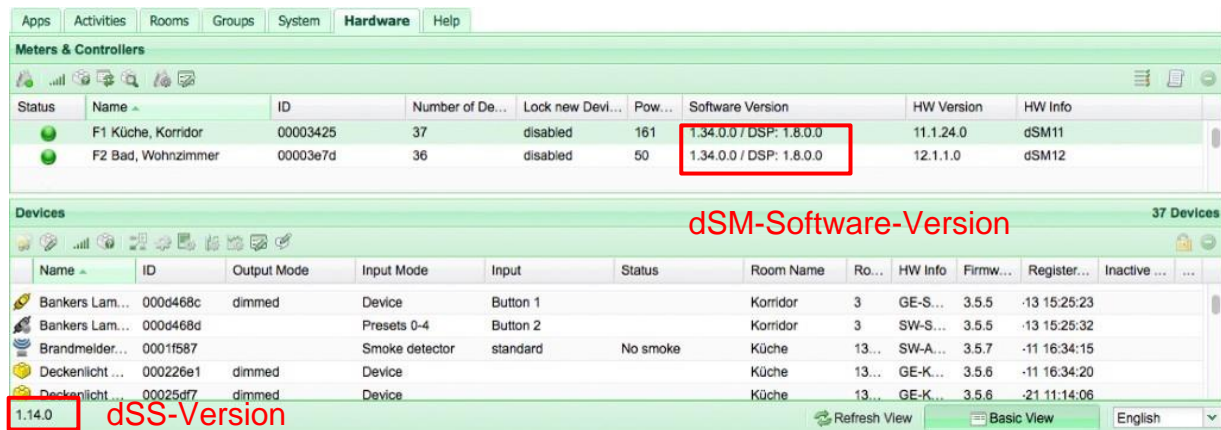 Apps Activities Rooms Groups System Hardware Help
Meters & Controllers
Status Name ID Number of De... Lock new Devi... Pow... Software Version HW Version HW Info
F1 Küche, Korridor 00003425 37 disabled 161 1.34.0.0 / DSP: 1.8.0.0 11.1.24.0 dSM11
F2 Bad, Wohnzimmer 00003e7d 36 disabled 50 1.34.0.0 / DSP: 1.8.0.0 12.1.1.0 dSM12
Devices dSM-Software-Version 37 Devices
Name ID Output Mode Input Mode Input Status Room Name Ro... HW Info Firmw... Register... Inactive ... ...
Bankers Lam... 000d468c dimmed Device Button 1 Korridor 3 GE-S... 3.5.5 -13 15:25:23
Bankers Lam... 000d468d Presets 0-4 Button 2 Korridor 3 SW-S... 3.5.5 -13 15:25:32
Brandmelder... 0001f587 Smoke detector standard No smoke Küche 13... SW-A... 3.5.7 -11 16:34:15
Deckenlicht ... 000226e1 dimmed Device Küche 13... GE-K... 3.5.6 -11 16:34:20
Deckenlicht ... 00025df7 dimmed Device Küche 13... GE-K... 3.5.6 -21 11:14:06
1.14.0 dSS-Version Refresh View Basic View English